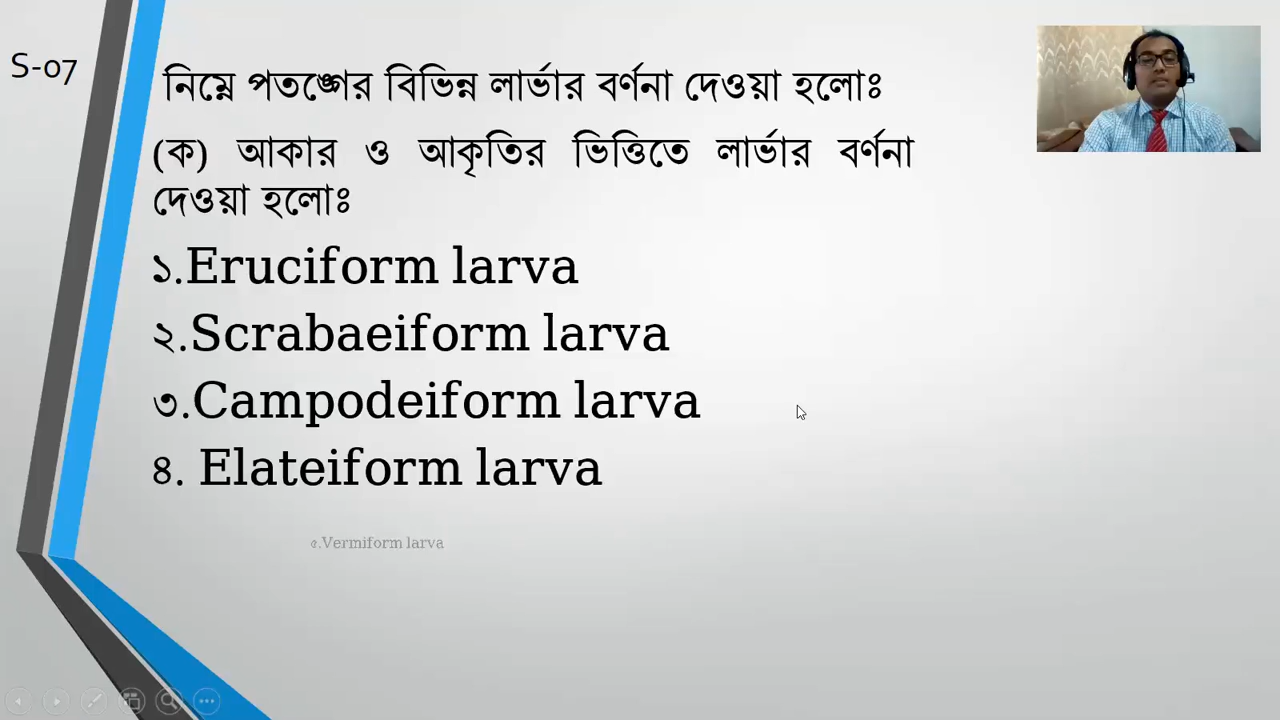 S-07
নিম্নে পতঙ্গের বিভিন্ন লার্ভার বর্ণনা দেওয়া হলোঃ
(ক) আকার ও আকৃতির ভিত্তিতে লার্ভার বর্ণনা
দেওয়া হলোঃ
১.Eruciform larva
২.Scrabaeiform larva
৩.Campodeiform larva
৪. Elateiform larva
৫.Vermiform larva